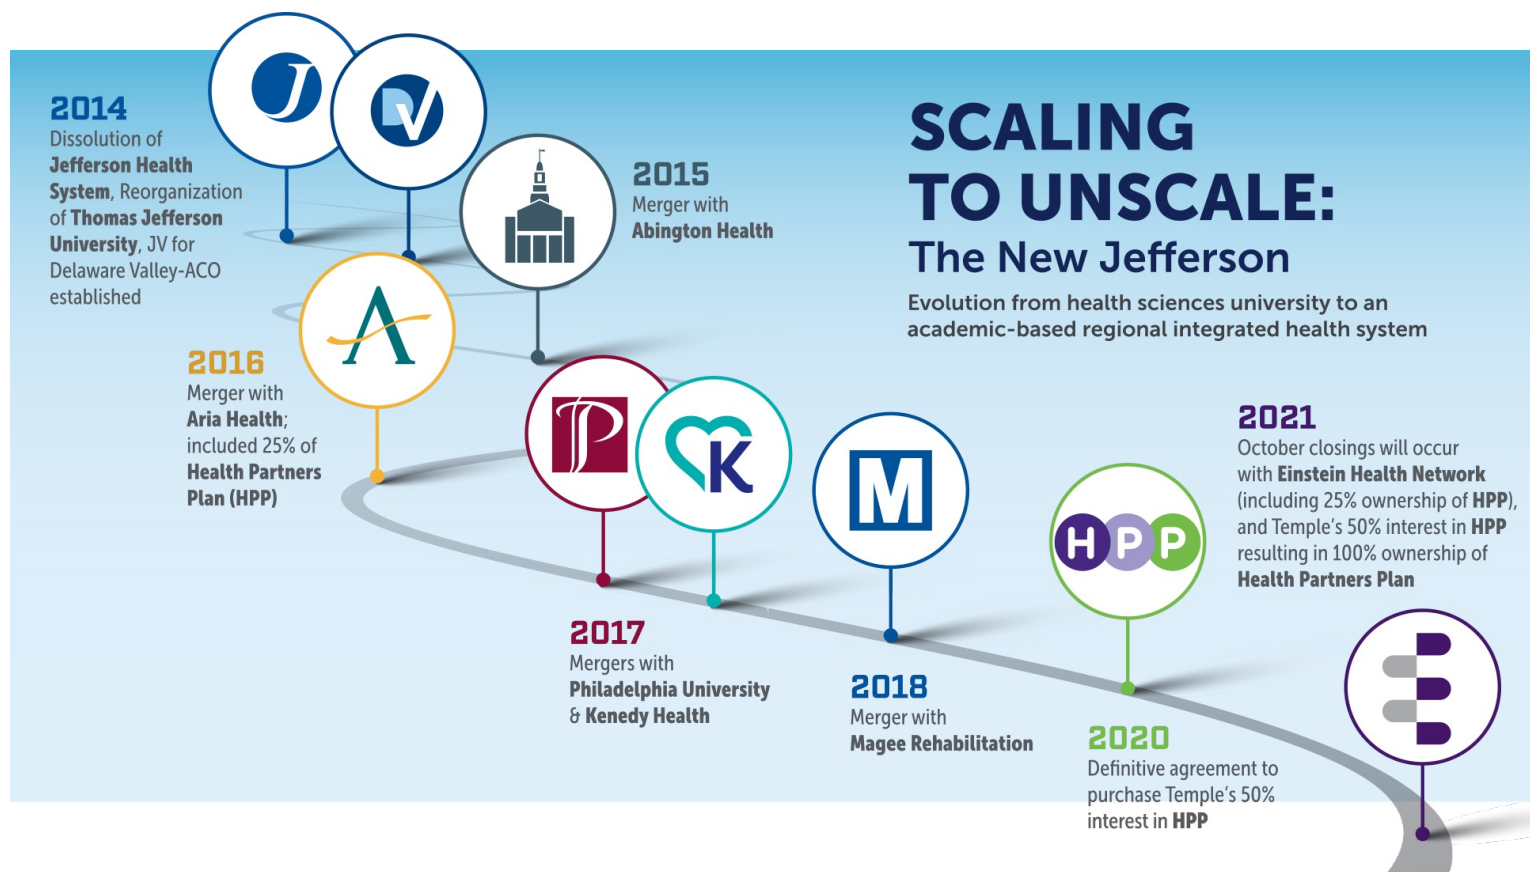 SCALING
TO UNSCALE:
The New Jefferson
Evolution from health sciences university to an
academic-based regional integrated health system
J
DV
2014
Dissolution of
Jefferson Health
System, Reorganization
of Thomas Jefferson
University, JV for
Delaware Valley-ACO
established
2015
Merger with
Abington Health
A
2016
Merger with
Aria Health;
included 25% of
Health Partners
Plan (HPP)
P
K
2017
Mergers with
Philadelphia University
& Kenedy Health
M
2018
Merger with
Magee Rehabilitation
HPP
2020
Definitive agreement to
purchase Temple's 50%
interest in HPP
2021
October closings will occur
with Einstein Health Network
(including 25% ownership of HPP),
and Temple's 50% interest in HPP
resulting in 100% ownership of
Health Partners Plan
E